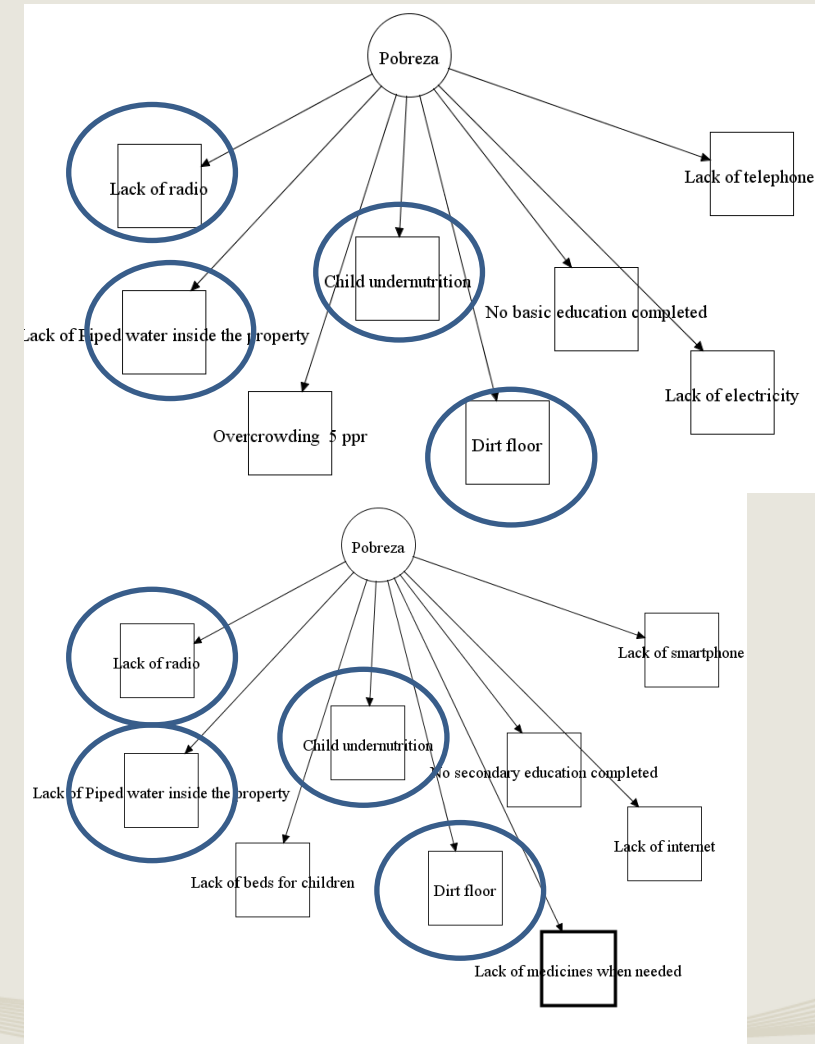 Pobreza
Lack of radio
Lack of telephone
Child undernutrition
No basic education completed
Lack of Piped water inside the property
Lack of electricity
Overcrowding 5 ppr
Dirt floor
Pobreza
Lack of radio
Lack of smartphone
Child undernutrition
No secondary education completed
Lack of Piped water inside the property
Lack of internet
Lack of beds for children
Dirt floor
Lack of medicines when needed